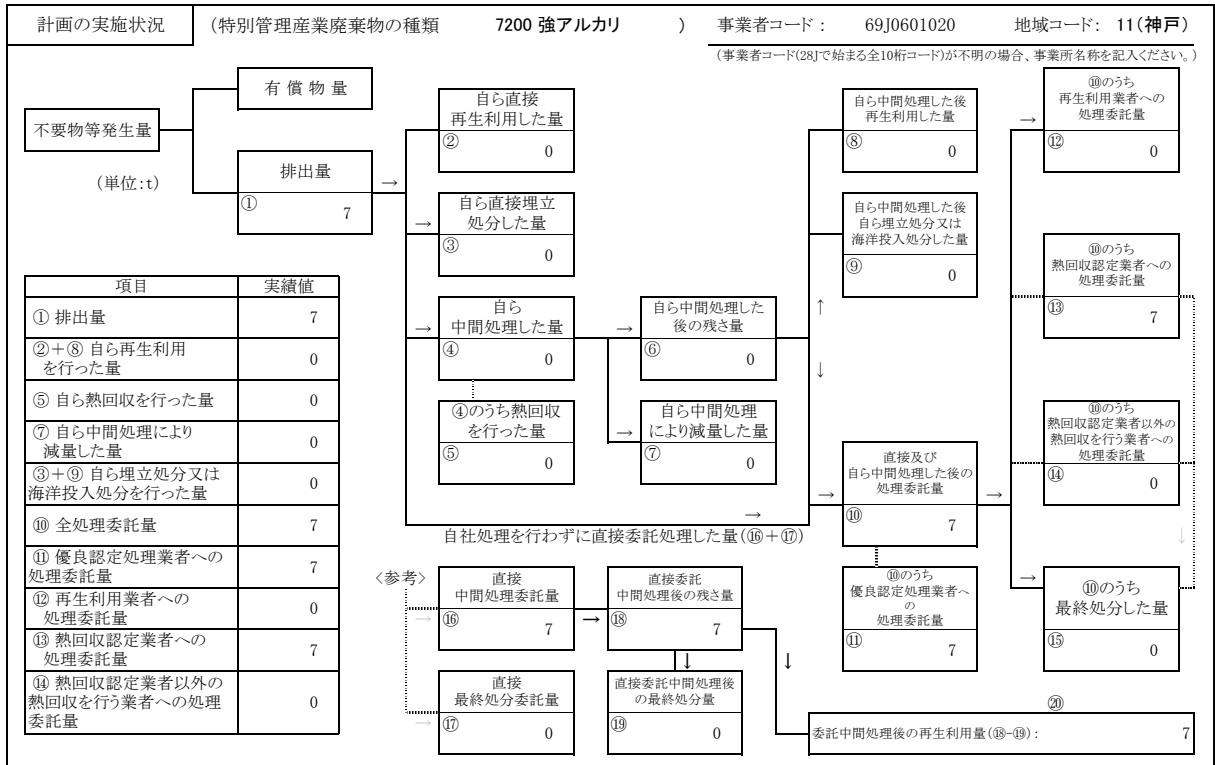 計画の実施状況 (特別管理産業廃棄物の種類 7200 強アルカリ ) 事業者コード: 69J0601020 地域コード: 11(神戸)
(事業者コード(28Jで始まる全10桁コード)が不明の場合、事業所名称を記入ください。)
不要物等発生量
(単位:t)
有償物量
排出量
① 7
→
自ら直接
再生利用した量
② 0
→
自ら直接埋立
処分した量
③ 0
→
自ら
中間処理した量
④ 0
④のうち熱回収
を行った量
⑤ 0
→
自ら中間処理した
後の残さ量
⑥ 0
→
自ら中間処理
により減量した量
⑦ 0
自ら中間処理した後
再生利用した量
⑧ 0
自ら中間処理した後
自ら埋立処分又は
海洋投入処分した量
⑨ 0
↑
↓
→
自社処理を行わずに直接委託処理した量(⑯+⑰)
→
直接及び
自ら中間処理した後の
処理委託量
⑩ 7
⑩のうち
優良認定処理業者へ
の
処理委託量
⑪ 7
→
→
⑩のうち
再生利用業者への
処理委託量
⑫ 0
⑩のうち
熱回収認定業者への
処理委託量
⑬ 7
⑩のうち
熱回収認定業者以外の
熱回収を行う業者への
処理委託量
⑭ 0
↓
→
⑩のうち
最終処分した量
⑮ 0
項目 実績値
① 排出量 7
②+⑧ 自ら再生利用
を行った量 0
⑤ 自ら熱回収を行った量 0
⑦ 自ら中間処理により
減量した量 0
③+⑨ 自ら埋立処分又は
海洋投入処分を行った量 0
⑩ 全処理委託量 7
⑪ 優良認定処理業者への
処理委託量 7
⑫ 再生利用業者への
処理委託量 0
⑬ 熱回収認定業者への
処理委託量 7
⑭ 熱回収認定業者以外の
熱回収を行う業者への処理
委託量 0
<参考>
→
直接
中間処理委託量
⑯ 7
→
直接委託
中間処理後の残さ量
⑱ 7
↓
↓
→
直接
最終処分委託量
⑰ 0
直接委託中間処理後
の最終処分量
⑲ 0
⑳
委託中間処理後の再生利用量(⑱-⑲): 7